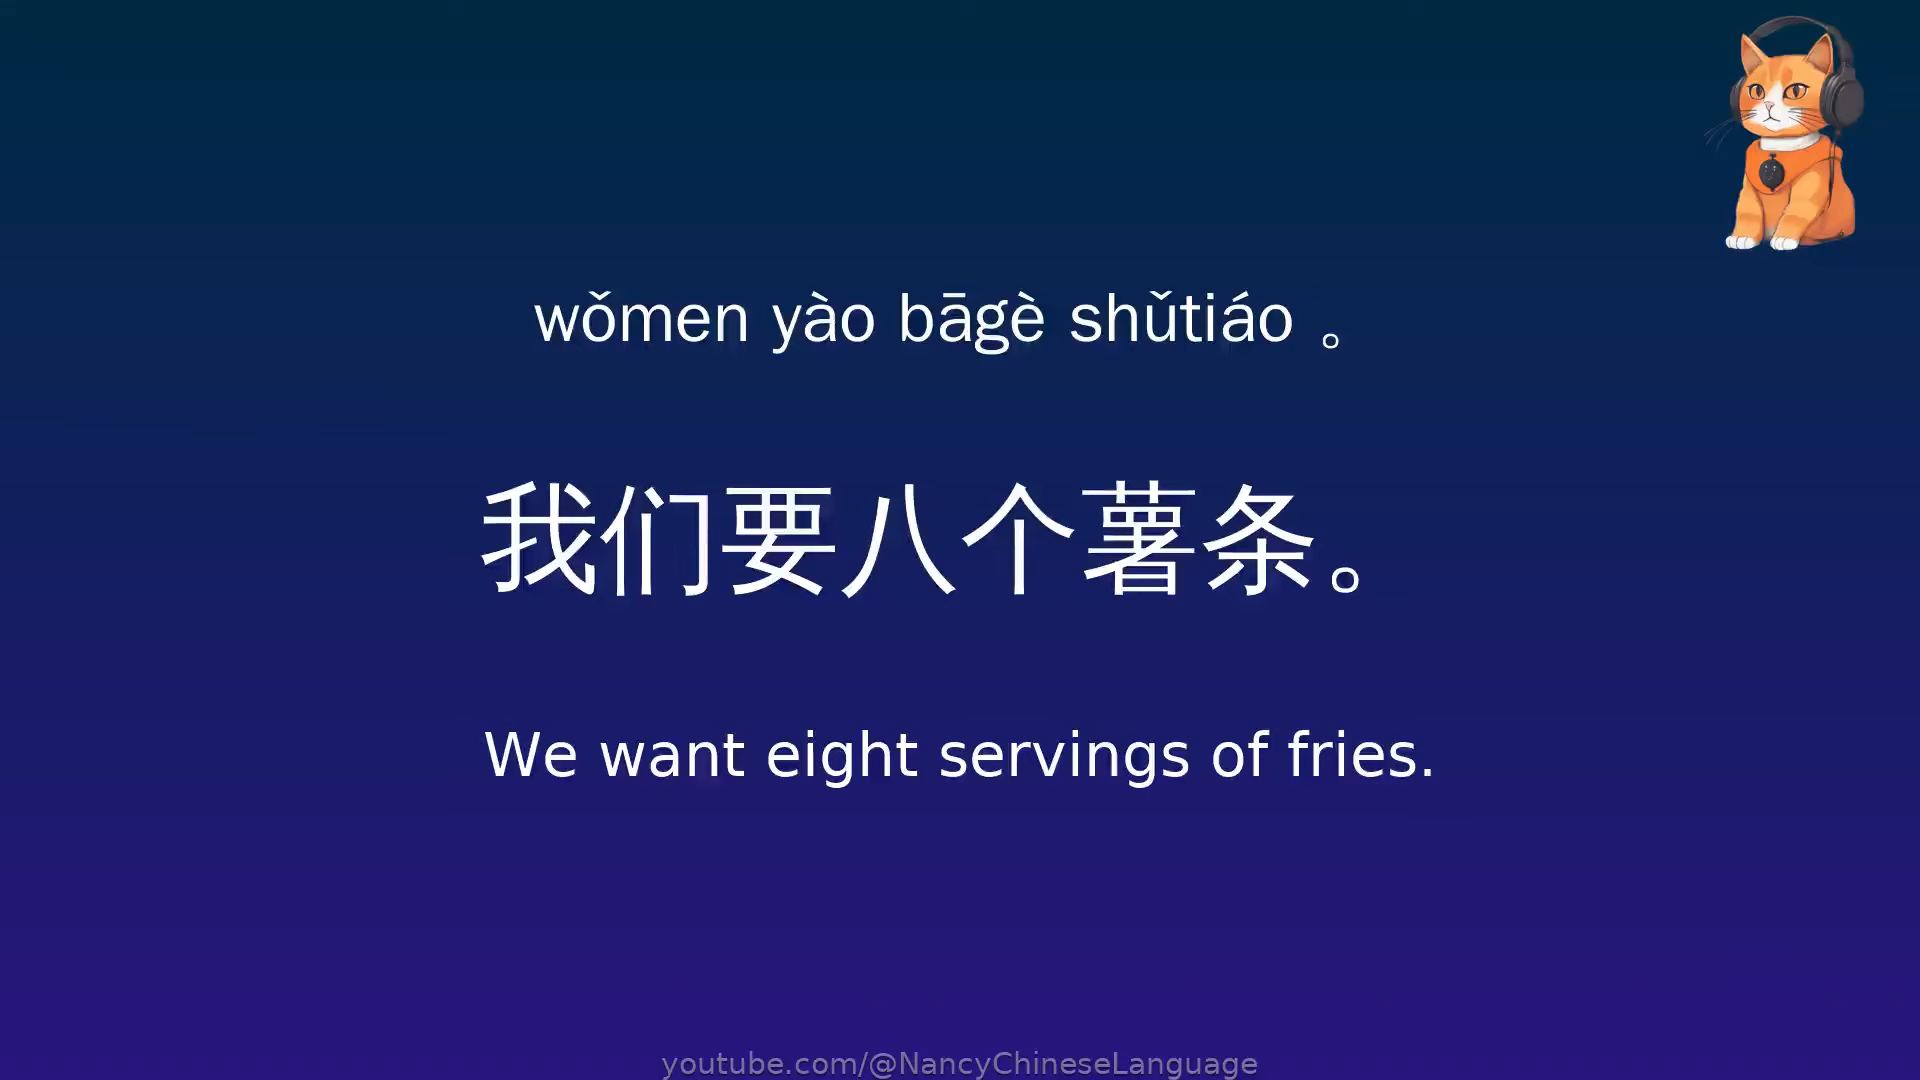 wǒmen yào bāgè shǔtiáo 。
我们要八个薯条。
We want eight servings of fries.
youtube.com/@NancyChineseLanguage